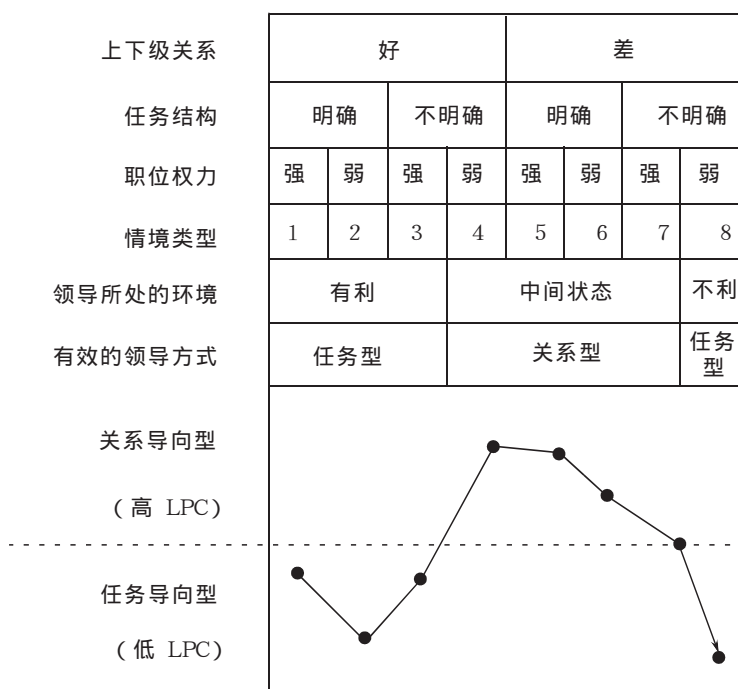 上下级关系 好 差
任务结构 明确 不明确 明确 不明确
职位权力 强 弱 强 弱 强 弱 强 弱
情境类型 1 2 3 4 5 6 7 8
领导所处的环境 有利 中间状态 不利
有效的领导方式 任务型 关系型 任务
型
关系导向型
(高 LPC)
任务导向型
(低 LPC)